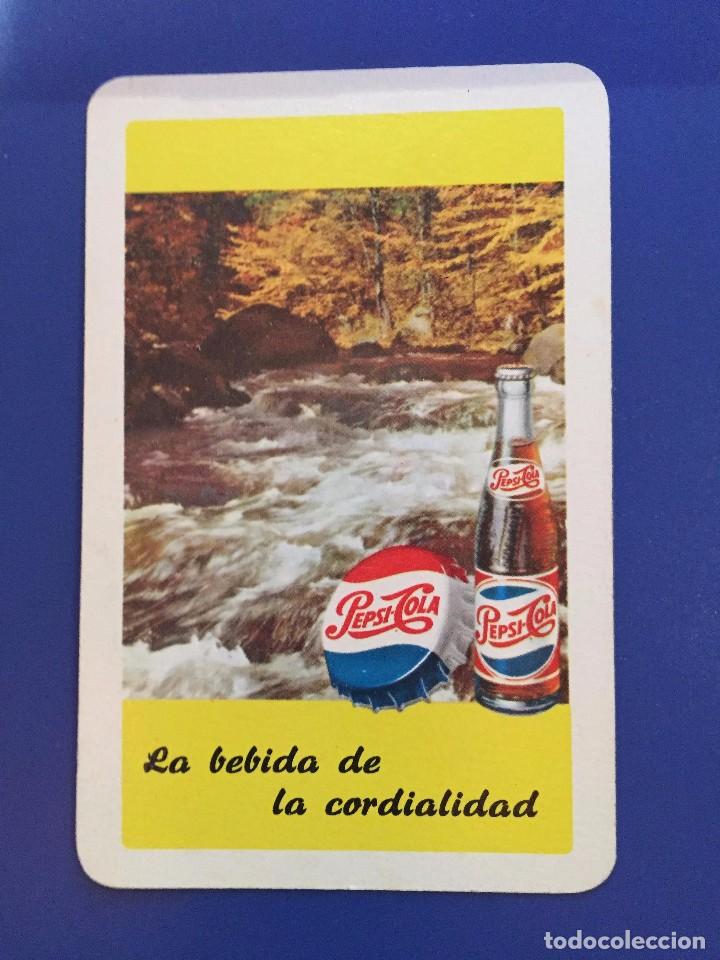 PEPSI-COLA
PEPSI-COLA
PEPSI-COLA
La bebida de
la cordialidad
todocoleccion